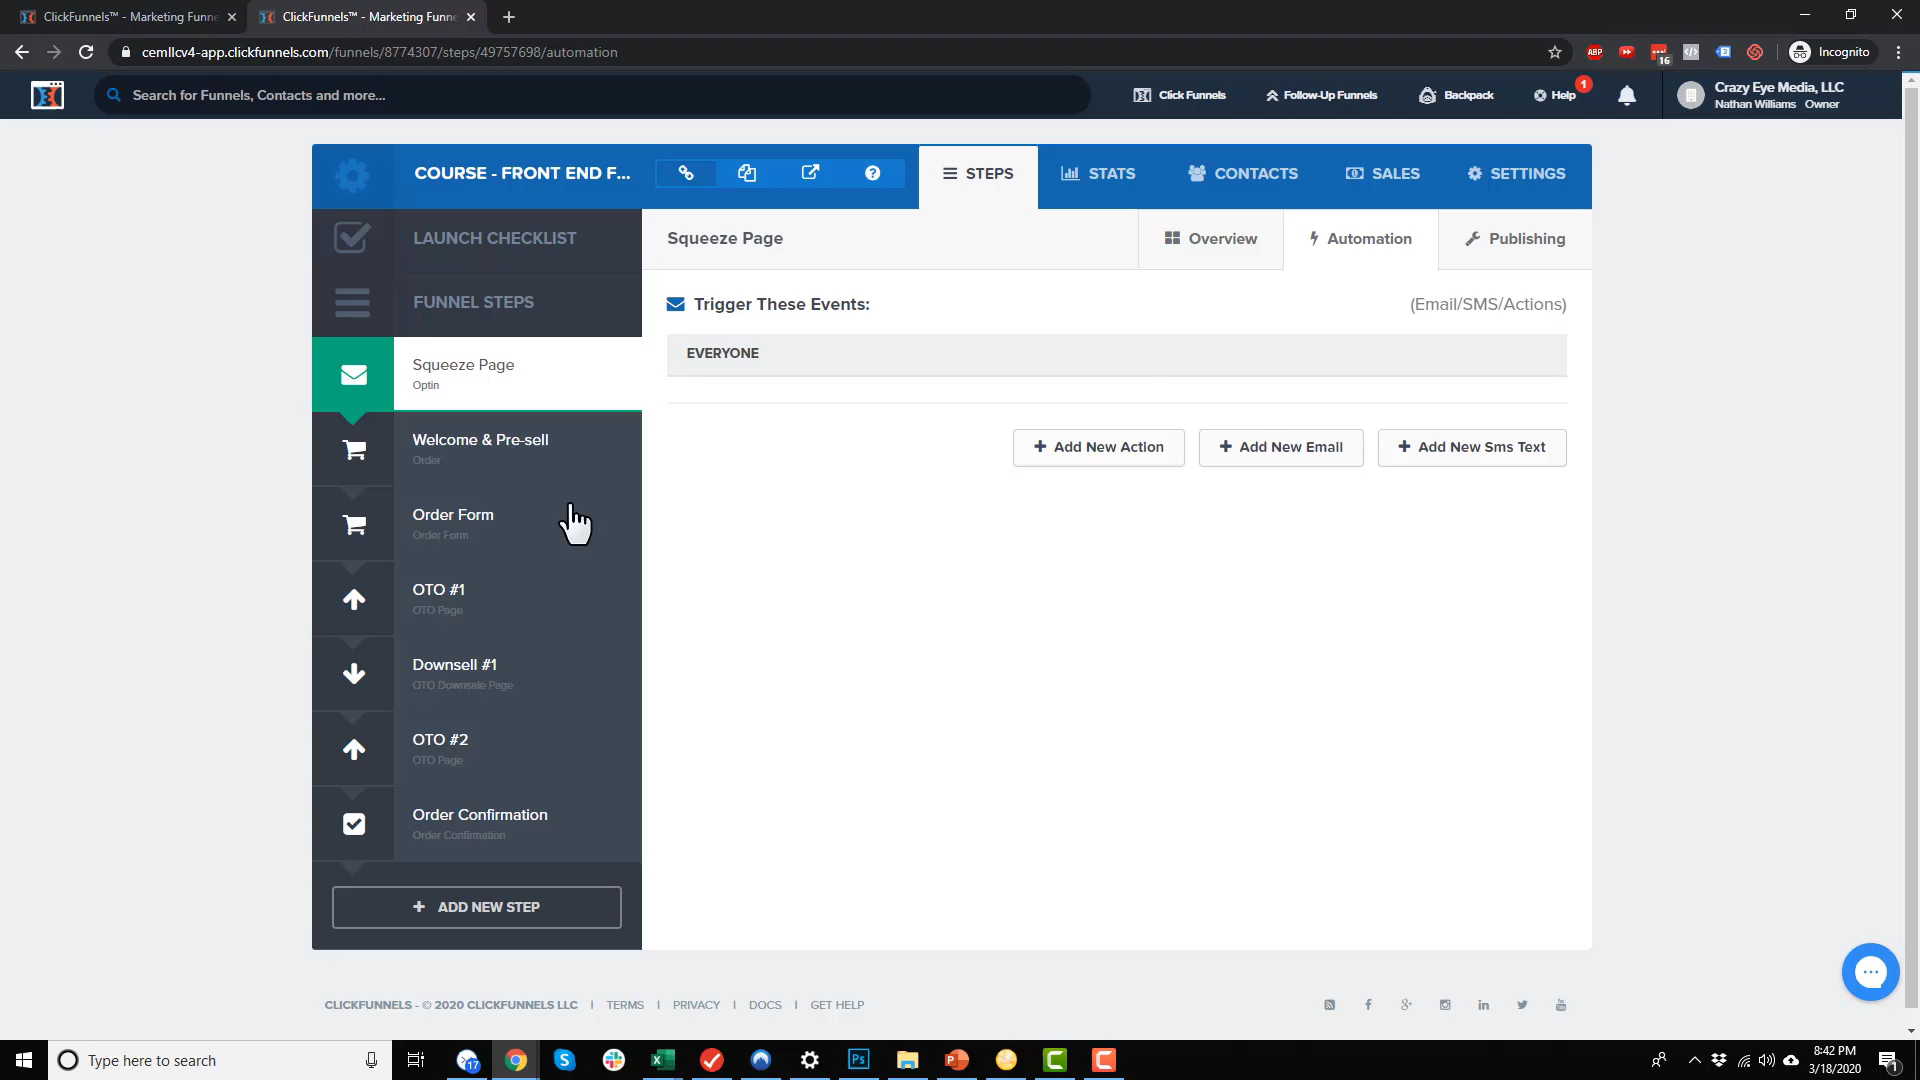 ClickFunnels™ - Marketing Funne
ClickFunnels™ - Marketing Funne
cemllcv4-app.clickfunnels.com/funnels/8774307/steps/49757698/automation
ABP
16
Incognito
Search for Funnels, Contacts and more...
Click Funnels
Follow-Up Funnels
Backpack
Help
1
Crazy Eye Media, LLC
Nathan Williams Owner
COURSE - FRONT END F...
STEPS
STATS
CONTACTS
SALES
SETTINGS
LAUNCH CHECKLIST
Squeeze Page
Overview
Automation
Publishing
FUNNEL STEPS
Trigger These Events:
(Email/SMS/Actions)
EVERYONE
Squeeze Page
Optin
Welcome & Pre-sell
Order
+ Add New Action
+ Add New Email
+ Add New Sms Text
Order Form
Order Form
OTO #1
OTO Page
Downsell #1
OTO Downsale Page
OTO #2
OTO Page
Order Confirmation
Order Confirmation
+ ADD NEW STEP
CLICKFUNNELS - © 2020 CLICKFUNNELS LLC | TERMS | PRIVACY | DOCS | GET HELP
Type here to search
17
Ps
8:42 PM
3/18/2020
1